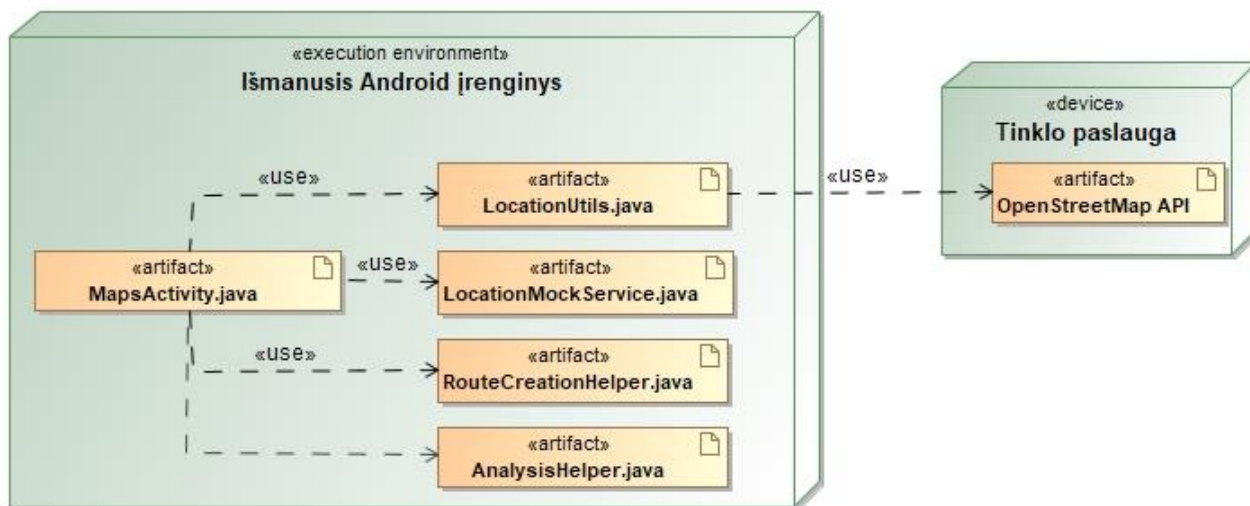 «execution environment»
Išmanusis Android įrenginys
«device»
Tinklo paslauga
«use»
«artifact»
LocationUtils.java
«use»
«artifact»
OpenStreetMap API
«artifact»
MapsActivity.java
«use»
«artifact»
LocationMockService.java
«use»
«artifact»
RouteCreationHelper.java
«artifact»
AnalysisHelper.java